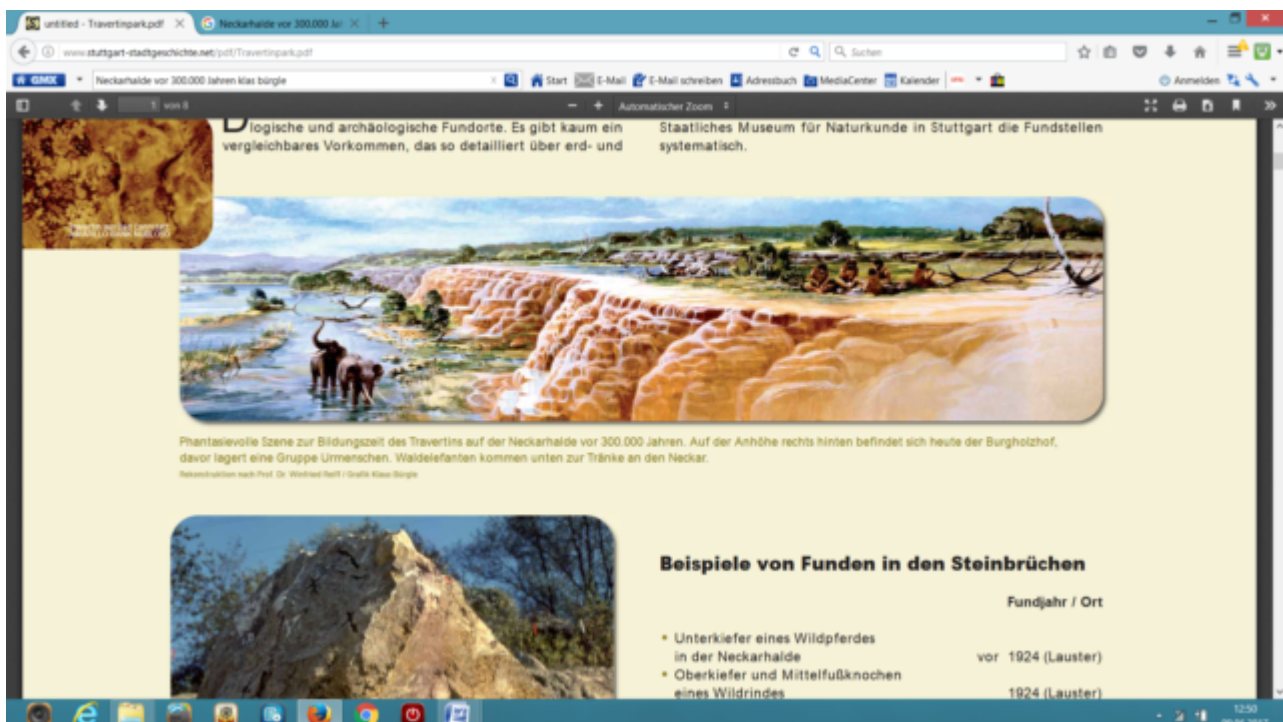 untitled - Travertinpark.pdf
Neckarhalde vor 300.000 Jar
www.stuttgart-stadtgeschichte.net/pdf/Travertinpark.pdf
Suchen
GMX
Neckarhalde vor 300.000 Jahren klas bürgle
Start E-Mail E-Mail schreiben Adressbuch MediaCenter Kalender
Anmelden
1 von 8
Automatischer Zoom
logische und archäologische Fundorte. Es gibt kaum ein
vergleichbares Vorkommen, das so detailliert über erd- und
Staatliches Museum für Naturkunde in Stuttgart die Fundstellen
systematisch.
Phantasievolle Szene zur Bildungszeit des Travertins auf der Neckarhalde vor 300.000 Jahren. Auf der Anhöhe rechts hinten befindet sich heute der Burgholzhof,
davor lagert eine Gruppe Urmenschen. Waldelefanten kommen unten zur Tränke an den Neckar.
Rekonstruktion nach Prof. Dr. Winfried Reiff / Grafik Klaus Bürgle
Beispiele von Funden in den Steinbrüchen
Fundjahr / Ort
• Unterkiefer eines Wildpferdes
in der Neckarhalde vor 1924 (Lauster)
• Oberkiefer und Mittelfußknochen
eines Wildrindes 1924 (Lauster)
12:50